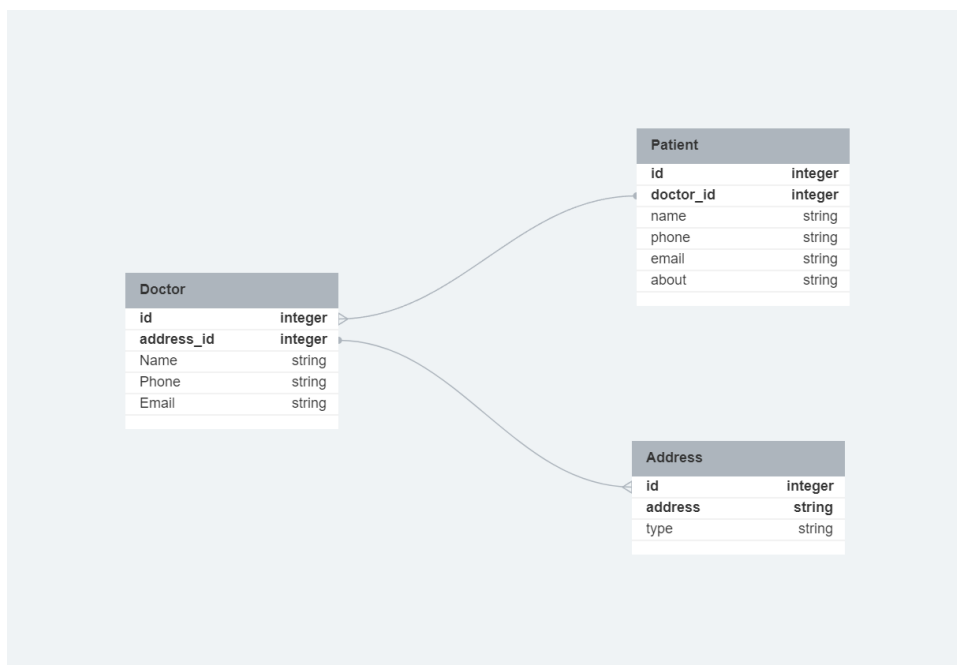 Patient
id integer
doctor_id integer
name string
phone string
email string
about string
Doctor
id integer
address_id integer
Name string
Phone string
Email string
Address
id integer
address string
type string